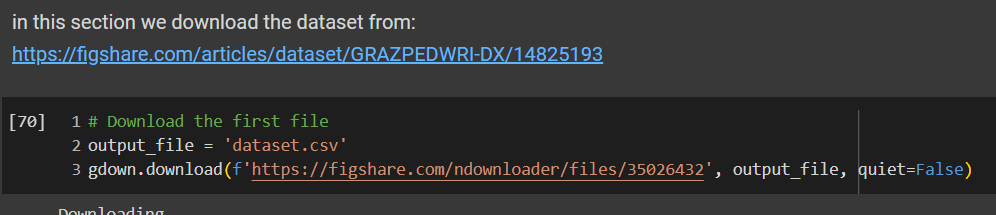 in this section we download the dataset from:
https://figshare.com/articles/dataset/GRAZPEDWRI-DX/14825193
[70] 1 # Download the first file
2 output_file = 'dataset.csv'
3 gdown.download(f'https://figshare.com/ndownloader/files/35026432', output_file, quiet=False)
Downloading